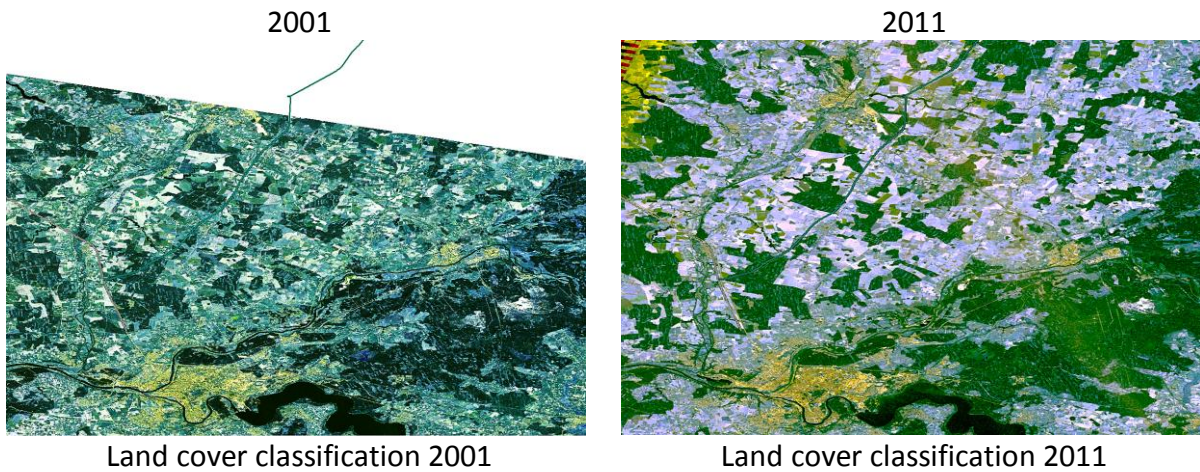 2001
2011
Land cover classification 2001
Land cover classification 2011